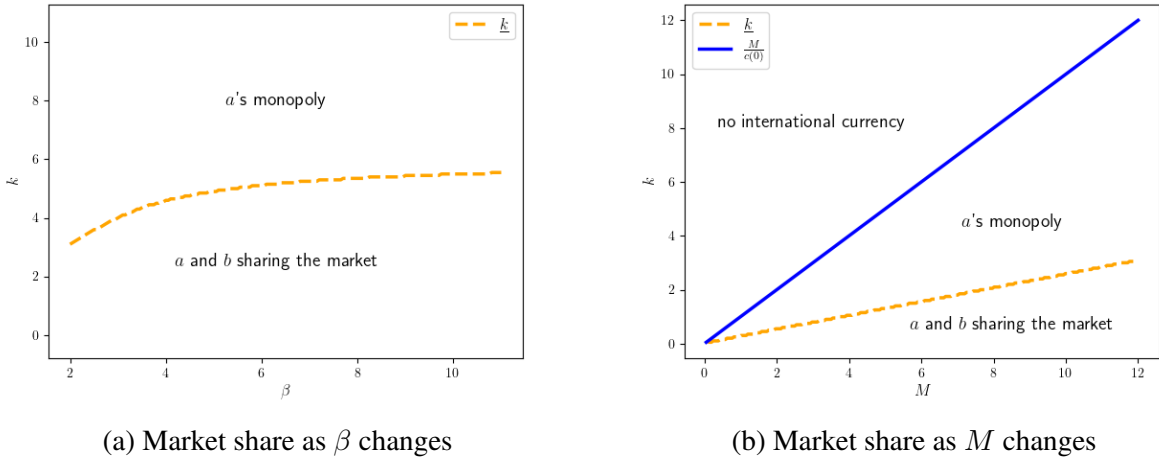 k
10
8
6
4
2
0
k
a's monopoly
a and b sharing the market
2
4
6
8
10
β
(a) Market share as β changes
k
M/c(0)
12
10
8
6
4
2
0
k
no international currency
a's monopoly
a and b sharing the market
0
2
4
6
8
10
12
M
(b) Market share as M changes